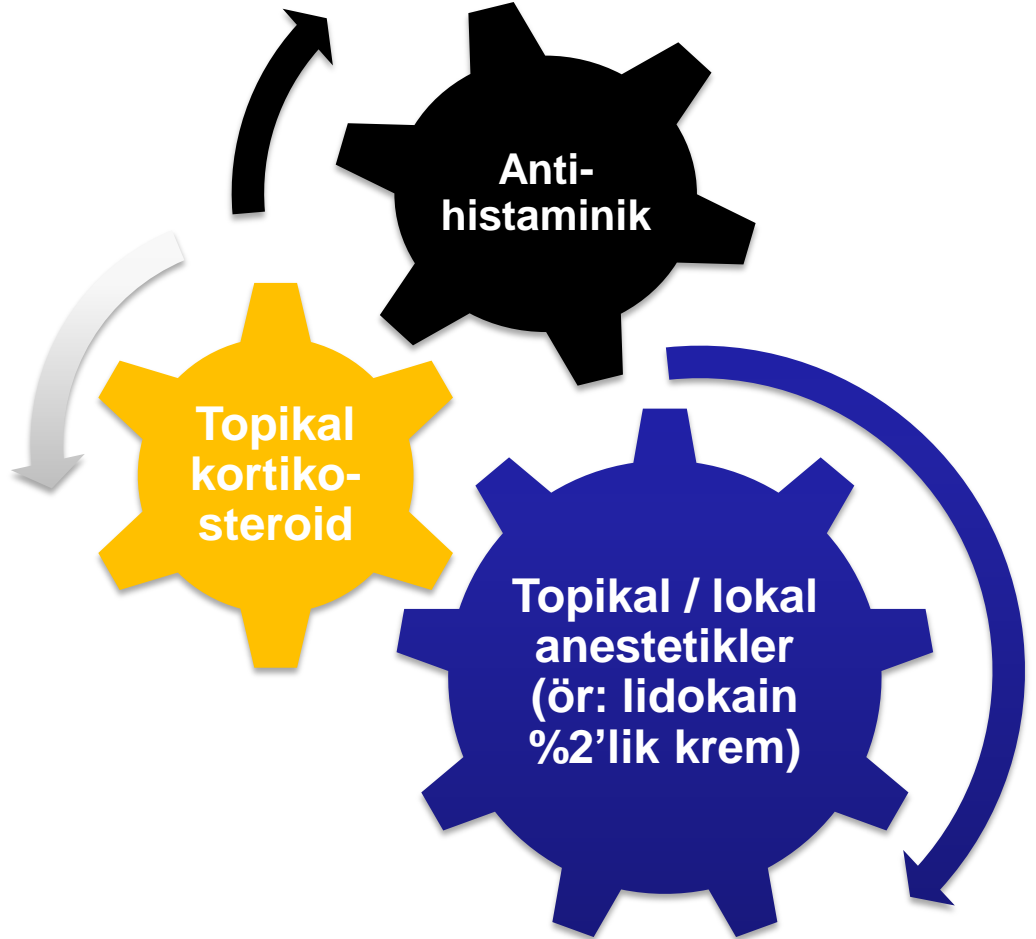 Anti-
histaminik
Topikal
kortiko-
steroid
Topikal / lokal
anestetikler
(ör: lidokain
%2’lik krem)